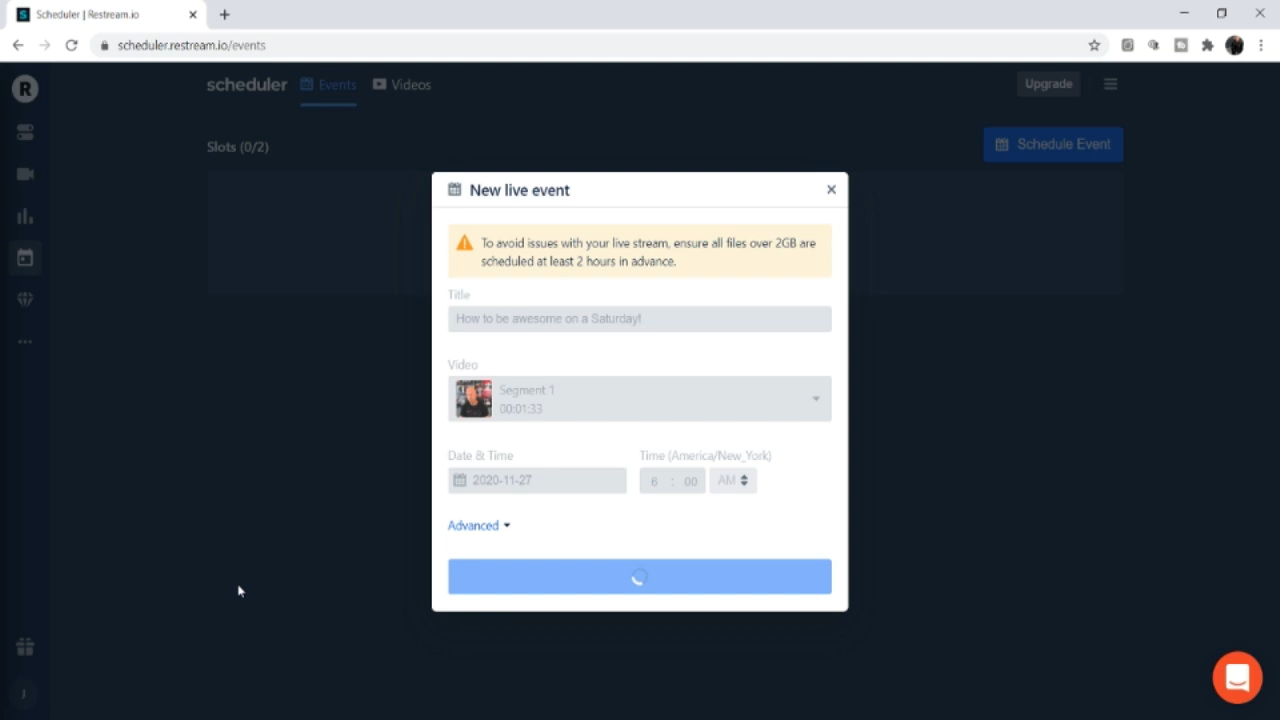 Scheduler | Restream.io
scheduler.restream.io/events
R
scheduler
Events
Videos
Upgrade
Slots (0/2)
Schedule Event
New live event
To avoid issues with your live stream, ensure all files over 2GB are
scheduled at least 2 hours in advance.
Title
How to be awesome on a Saturday!
Video
Segment 1
00:01:33
Date & Time
Time (America/New_York)
2020-11-27
6 : 00 AM
Advanced
J